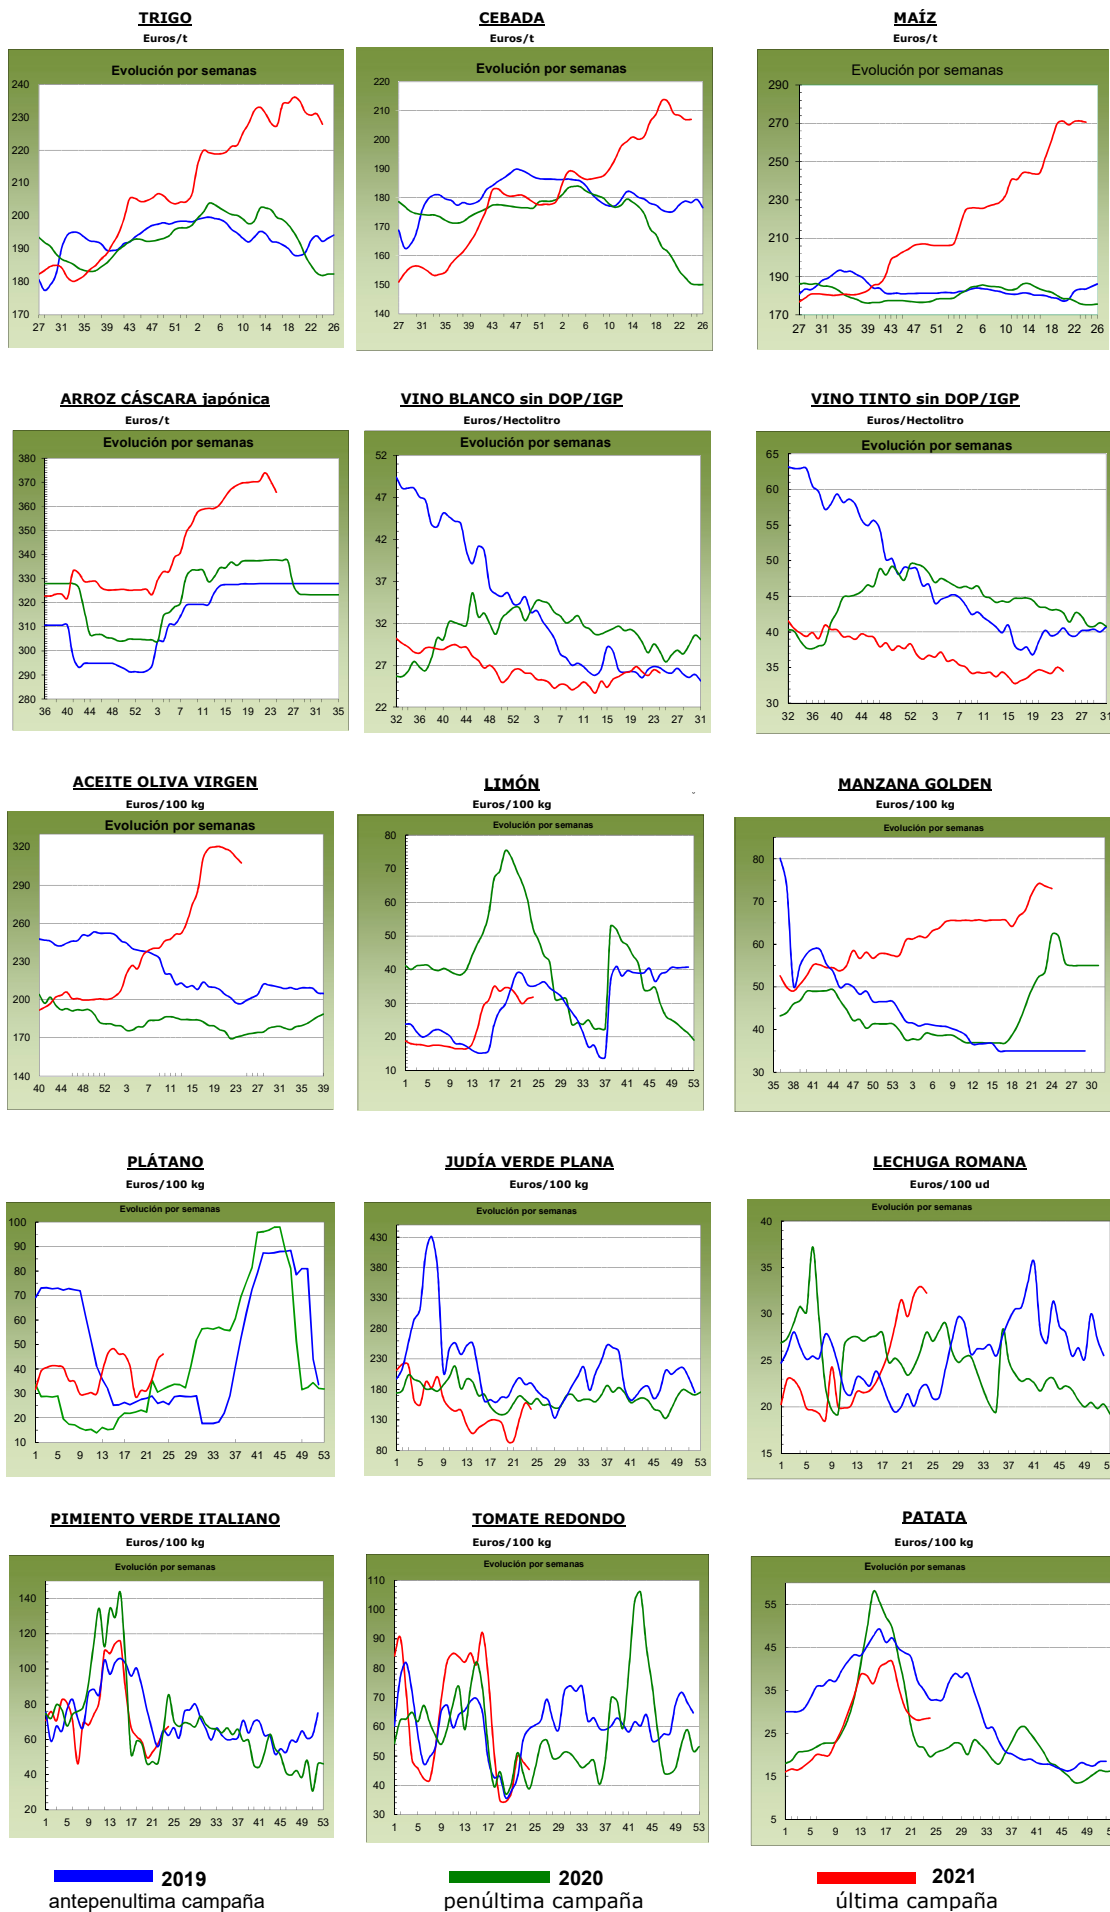 TRIGO
Euros/t
Evolución por semanas
240
230
220
210
200
190
180
170
27 31 35 39 43 47 51 2 6 10 14 18 22 26
CEBADA
Euros/t
Evolución por semanas
220
210
200
190
180
170
160
150
140
27 30 35 39 43 47 51 2 6 10 14 18 22 26
MAÍZ
Euros/t
Evolución por semanas
290
270
250
230
210
190
170
27 31 35 39 43 47 51 2 6 10 14 18 22 26
ARROZ CÁSCARA japónica
Euros/t
Evolución por semanas
380
370
360
350
340
330
320
310
300
290
280
36 40 44 48 52 3 7 11 15 19 23 27 31 35
VINO BLANCO sin DOP/IGP
Euros/Hectolitro
Evolución por semanas
52
47
42
37
32
27
22
32 36 40 44 48 52 3 7 11 15 19 23 27 31
VINO TINTO sin DOP/IGP
Euros/Hectolitro
Evolución por semanas
65
60
55
50
45
40
35
30
32 36 40 44 48 52 3 7 11 15 19 23 27 31
ACEITE OLIVA VIRGEN
Euros/100 kg
Evolución por semanas
320
290
260
230
200
170
140
40 44 48 52 3 7 11 15 19 23 27 31 35 39
LIMÓN
Euros/100 kg
Evolución por semanas
80
70
60
50
40
30
20
10
1 5 9 13 17 21 25 29 33 37 41 45 49 53
MANZANA GOLDEN
Euros/100 kg
Evolución por semanas
80
70
60
50
40
30
35 38 41 44 47 50 53 3 6 9 12 15 18 21 24 27 30
PLÁTANO
Euros/100 kg
Evolución por semanas
100
90
80
70
60
50
40
30
20
10
1 5 9 13 17 21 25 29 33 37 41 45 49 53
JUDÍA VERDE PLANA
Euros/100 kg
Evolución por semanas
430
380
330
280
230
180
130
80
1 5 9 13 17 21 25 29 33 37 41 45 49 53
LECHUGA ROMANA
Euros/100 ud
Evolución por semanas
40
35
30
25
20
15
1 5 9 13 17 21 25 29 33 37 41 45 49
PIMIENTO VERDE ITALIANO
Euros/100 kg
Evolución por semanas
140
120
100
80
60
40
20
1 5 9 13 17 21 25 29 33 37 41 45 49 53
TOMATE REDONDO
Euros/100 kg
Evolución por semanas
110
100
90
80
70
60
50
40
30
1 5 9 13 17 21 25 29 33 37 41 45 49 53
PATATA
Euros/100 kg
Evolución por semanas
55
45
35
25
15
5
1 5 9 13 17 21 25 29 33 37 41 45 49
2019
antepenultima campaña
2020
penúltima campaña
2021
última campaña